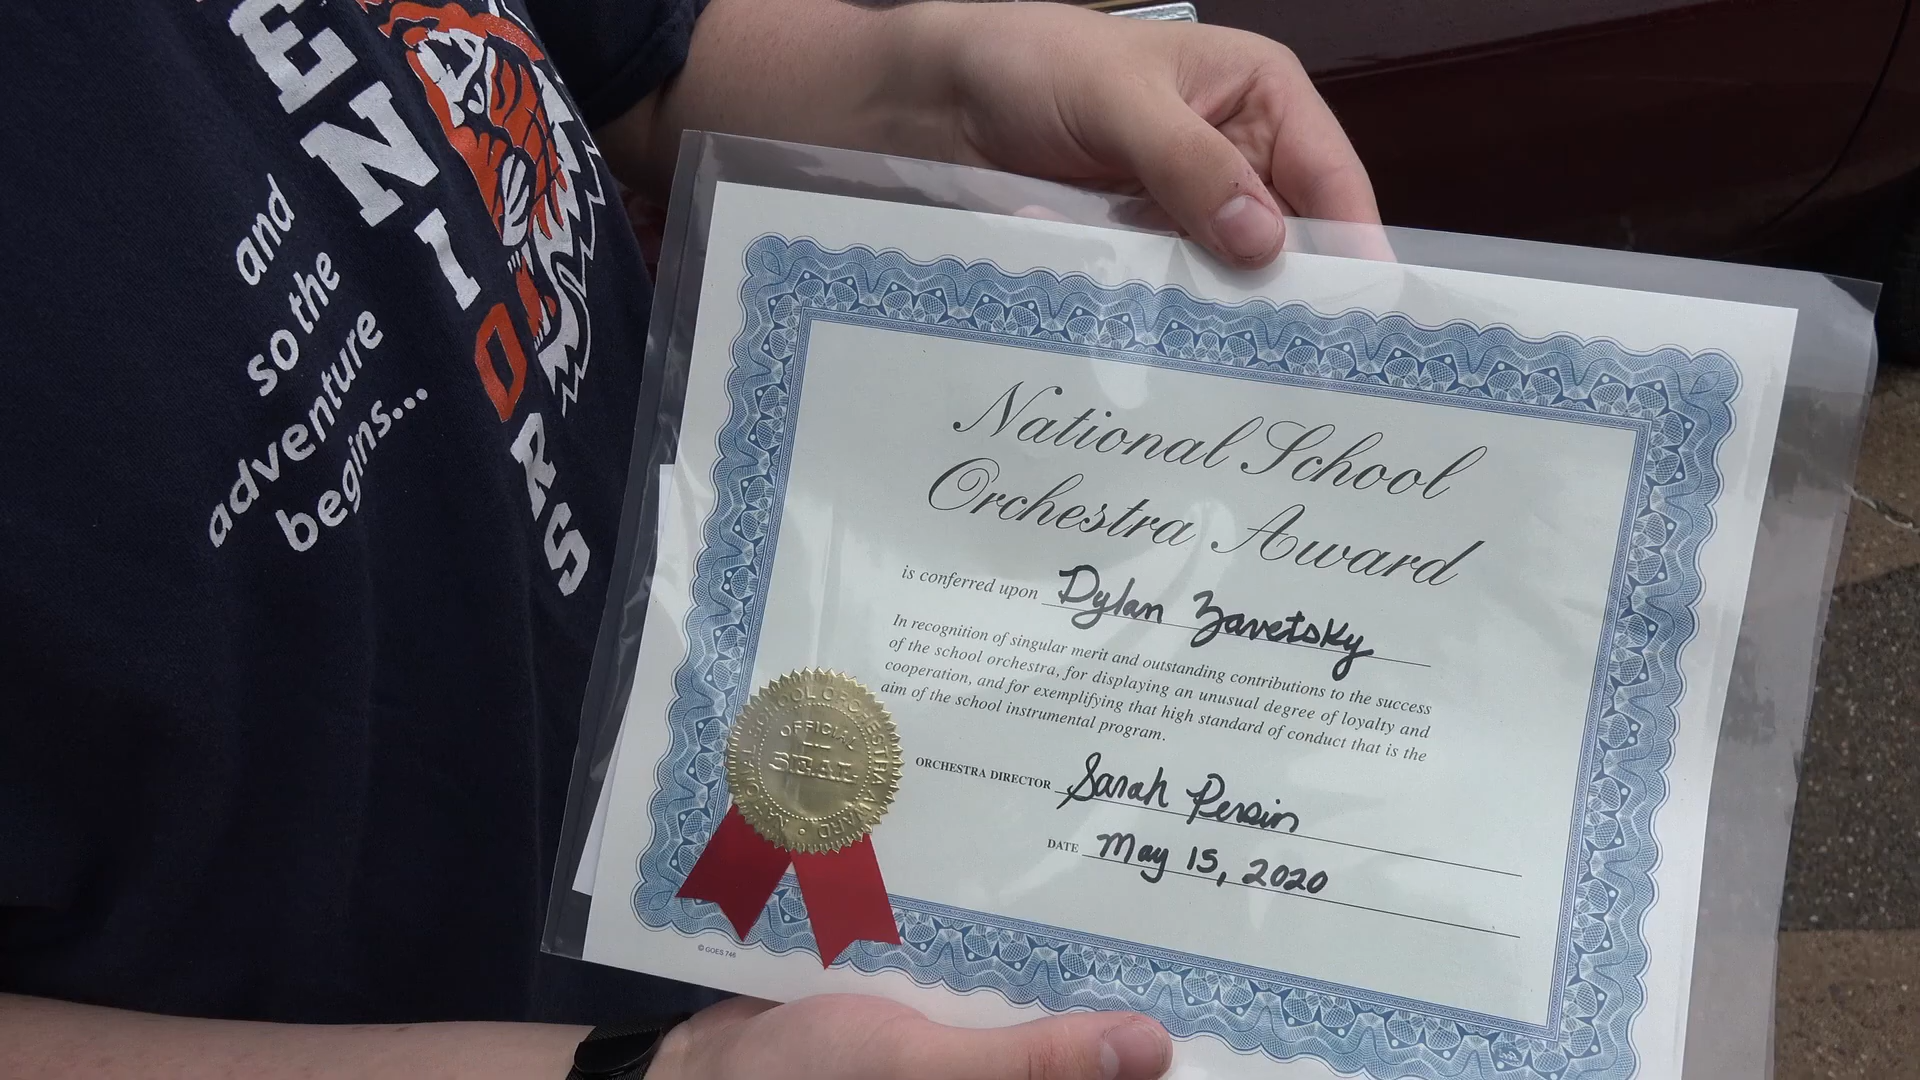 SENIORS
and
so the
adventure
begins...
National School
Orchestra Award
is conferred upon Dylan Zavetsky
In recognition of singular merit and outstanding contributions to the success
of the school orchestra, for displaying an unusual degree of loyalty and
cooperation, and for exemplifying that high standard of conduct that is the
aim of the school instrumental program.
ORCHESTRA DIRECTOR Sarah Persin
DATE May 15, 2020
NATIONAL SCHOOL ORCHESTRA AWARD
OFFICIAL
SEAL
© GOES 746